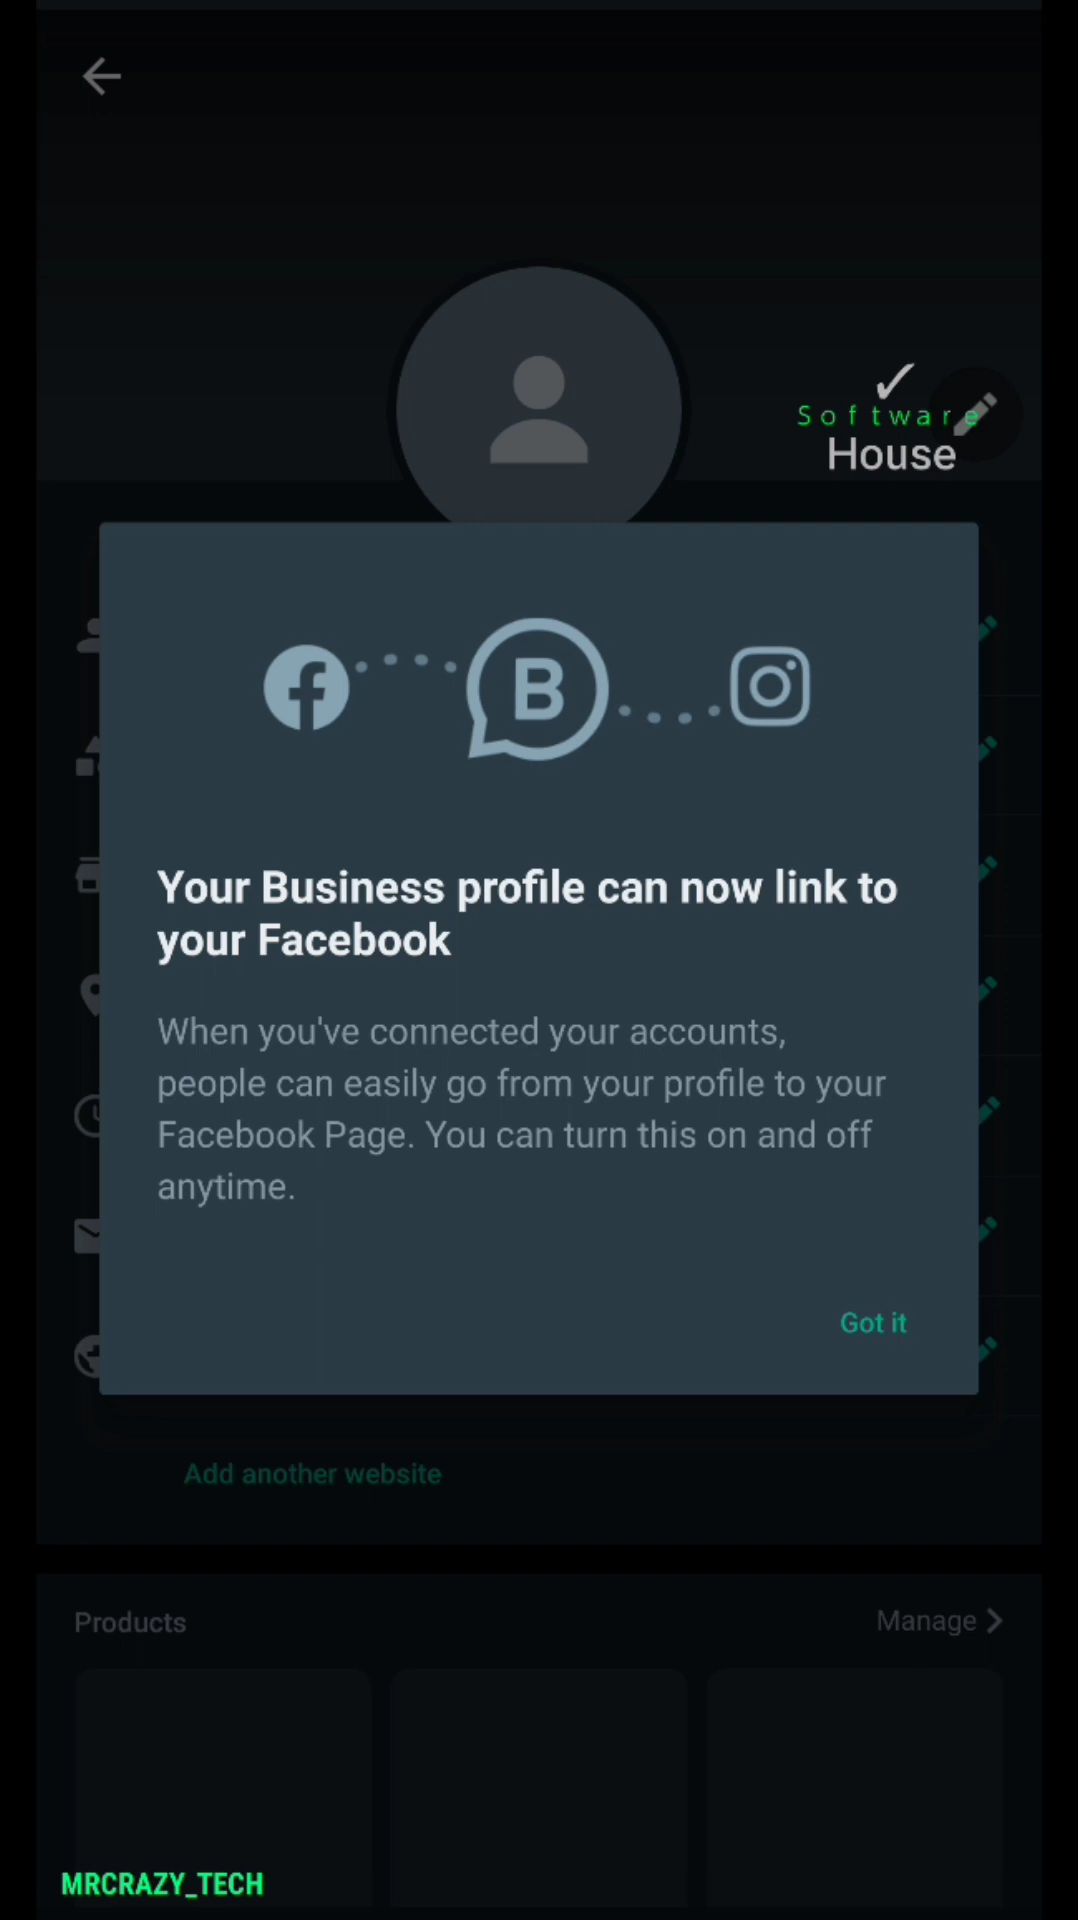 ✓
Software
House
Your Business profile can now link to
your Facebook
When you've connected your accounts,
people can easily go from your profile to your
Facebook Page. You can turn this on and off
anytime.
Got it
Add another website
Products
Manage
MRCRAZY_TECH